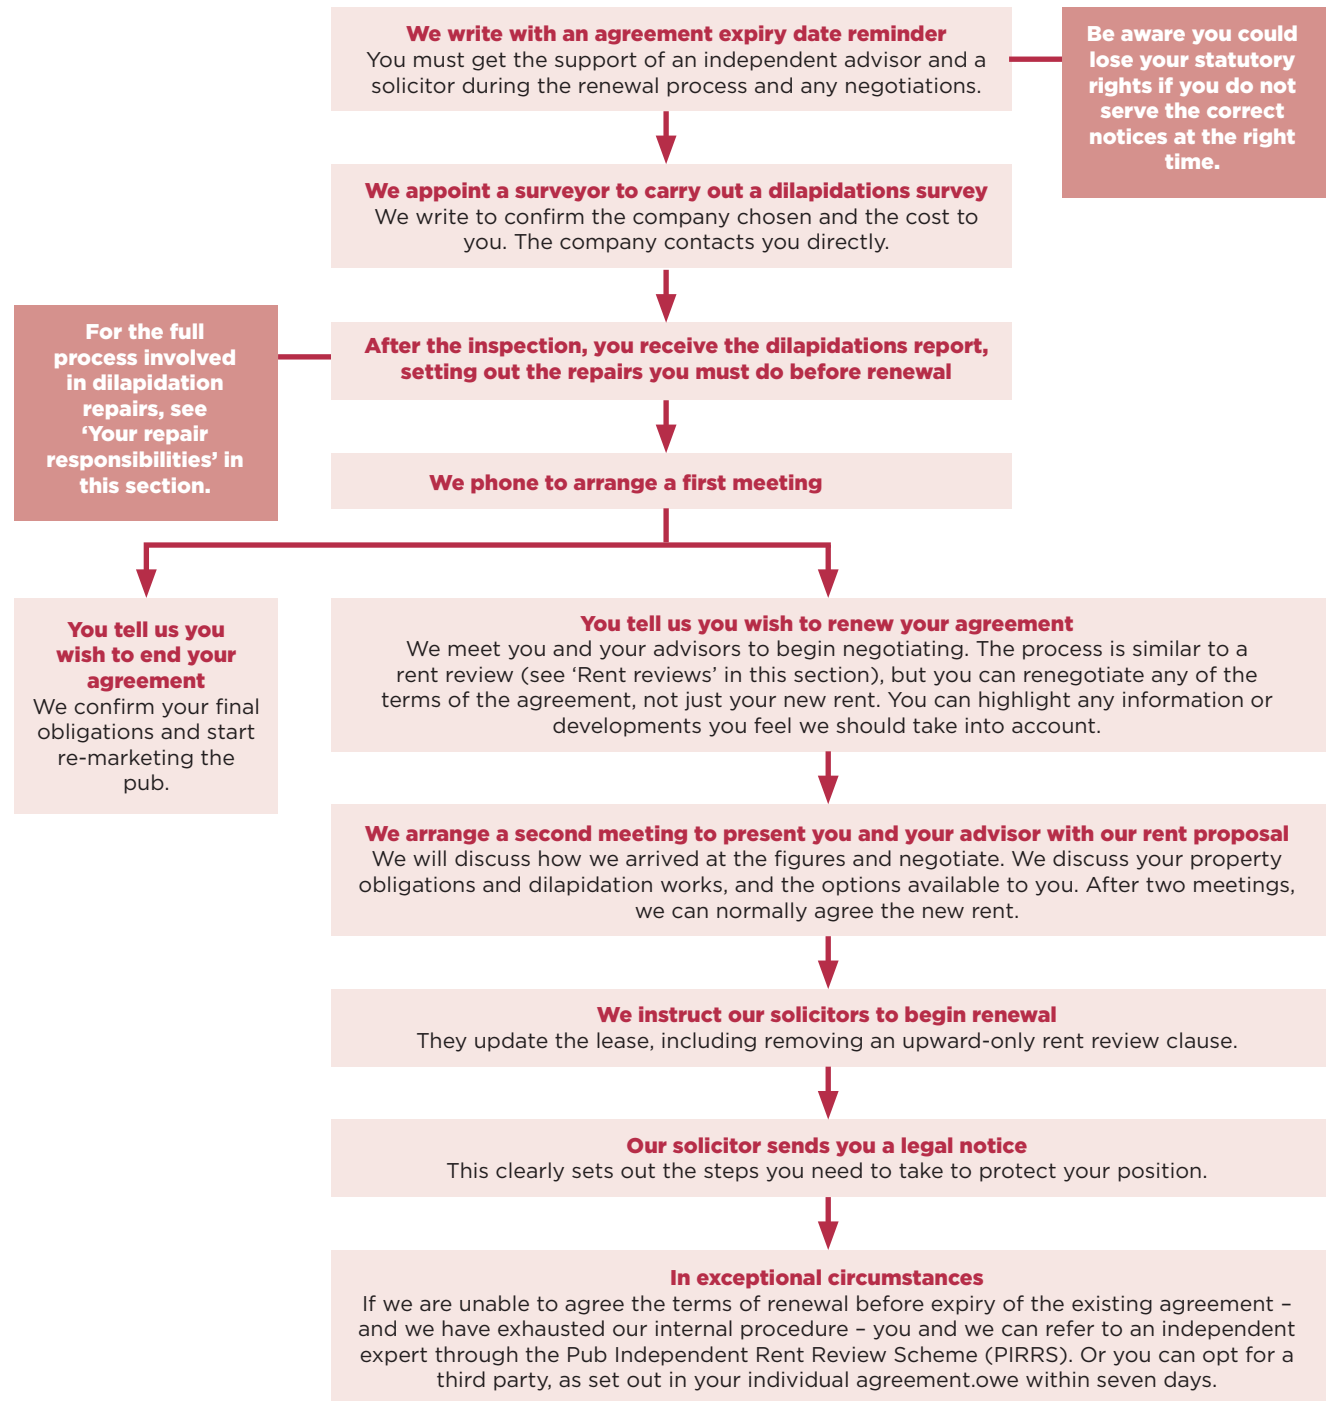 We write with an agreement expiry date reminder
You must get the support of an independent advisor and a
solicitor during the renewal process and any negotiations.
Be aware you could
lose your statutory
rights if you do not
serve the correct
notices at the right
time.
We appoint a surveyor to carry out a dilapidations survey
We write to confirm the company chosen and the cost to
you. The company contacts you directly.
For the full
process involved
in dilapidation
repairs, see
‘Your repair
responsibilities’ in
this section.
After the inspection, you receive the dilapidations report,
setting out the repairs you must do before renewal
We phone to arrange a first meeting
You tell us you
wish to end your
agreement
We confirm your final
obligations and start
re-marketing the
pub.
You tell us you wish to renew your agreement
We meet you and your advisors to begin negotiating. The process is similar to a
rent review (see ‘Rent reviews’ in this section), but you can renegotiate any of the
terms of the agreement, not just your new rent. You can highlight any information or
developments you feel we should take into account.
We arrange a second meeting to present you and your advisor with our rent proposal
We will discuss how we arrived at the figures and negotiate. We discuss your property
obligations and dilapidation works, and the options available to you. After two meetings,
we can normally agree the new rent.
We instruct our solicitors to begin renewal
They update the lease, including removing an upward-only rent review clause.
Our solicitor sends you a legal notice
This clearly sets out the steps you need to take to protect your position.
In exceptional circumstances
If we are unable to agree the terms of renewal before expiry of the existing agreement –
and we have exhausted our internal procedure – you and we can refer to an independent
expert through the Pub Independent Rent Review Scheme (PIRRS). Or you can opt for a
third party, as set out in your individual agreement.owe within seven days.